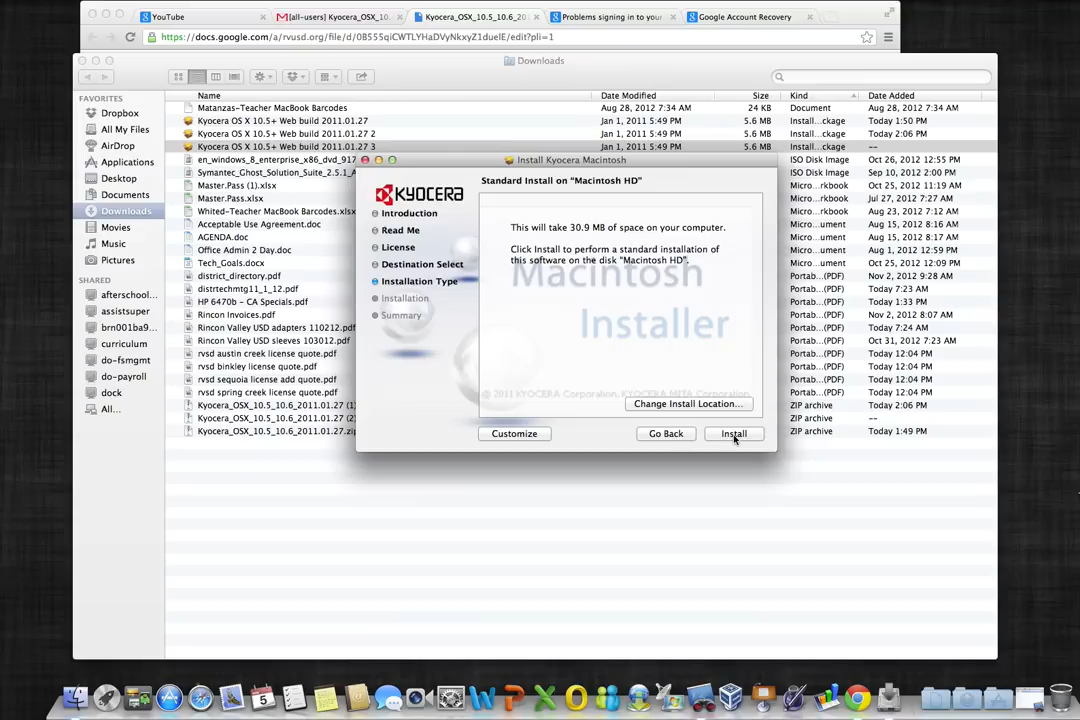 YouTube
[all-users] Kyocera_OSX_10.
Kyocera_OSX_10.5_10.6_20
Problems signing in to your
Google Account Recovery
https://docs.google.com/a/rvusd.org/file/d/0B555qiCWTLYHaDVyNkxyZ1duelE/edit?pli=1
Downloads
FAVORITES
Dropbox
All My Files
AirDrop
Applications
Desktop
Documents
Downloads
Movies
Music
Pictures
SHARED
afterschool...
assistsuper
brn001ba9...
curriculum
do-fsmgmt
do-payroll
dock
All...
Name Date Modified Size Kind Date Added
Matanzas-Teacher MacBook Barcodes Aug 28, 2012 7:34 AM 24 KB Document Aug 28, 2012 7:34 AM
Kyocera OS X 10.5+ Web build 2011.01.27 Jan 1, 2011 5:49 PM 5.6 MB Install...ckage Today 1:50 PM
Kyocera OS X 10.5+ Web build 2011.01.27 2 Jan 1, 2011 5:49 PM 5.6 MB Install...ckage Today 2:06 PM
Kyocera OS X 10.5+ Web build 2011.01.27 3 Jan 1, 2011 5:49 PM 5.6 MB Install...ckage --
en_windows_8_enterprise_x86_dvd_917 ISO Disk Image Oct 26, 2012 12:55 PM
Symantec_Ghost_Solution_Suite_2.5.1_ ISO Disk Image Sep 10, 2012 2:00 PM
Master.Pass (1).xlsx Micro...rkbook Oct 25, 2012 11:19 AM
Master.Pass.xlsx Micro...rkbook Jul 27, 2012 7:27 AM
Whited-Teacher MacBook Barcodes.xlsx Micro...rkbook Aug 23, 2012 7:12 AM
Acceptable Use Agreement.doc Micro...ument Aug 15, 2012 8:16 AM
AGENDA.doc Micro...ument Aug 15, 2012 8:17 AM
Office Admin 2 Day.doc Micro...ument Aug 1, 2012 12:59 PM
Tech_Goals.docx Micro...ument Oct 25, 2012 12:09 PM
district_directory.pdf Portab...(PDF) Nov 2, 2012 9:28 AM
distrtechmtg11_1_12.pdf Portab...(PDF) Today 7:23 AM
HP 6470b - CA Specials.pdf Portab...(PDF) Today 1:33 PM
Rincon Invoices.pdf Portab...(PDF) Nov 2, 2012 8:08 AM
Rincon Valley USD adapters 110212.pdf Portab...(PDF) Today 7:24 AM
Rincon Valley USD sleeves 103012.pdf Portab...(PDF) Oct 31, 2012 7:23 AM
rvsd austin creek license quote.pdf Portab...(PDF) Today 12:04 PM
rvsd binkley license quote.pdf Portab...(PDF) Today 12:04 PM
rvsd sequoia license add quote.pdf Portab...(PDF) Today 12:04 PM
rvsd spring creek license quote.pdf Portab...(PDF) Today 12:04 PM
Kyocera_OSX_10.5_10.6_2011.01.27 (1) ZIP archive Today 2:06 PM
Kyocera_OSX_10.5_10.6_2011.01.27 (2) ZIP archive --
Kyocera_OSX_10.5_10.6_2011.01.27.zip ZIP archive Today 1:49 PM
Install Kyocera Macintosh
KYOCERA
Introduction
Read Me
License
Destination Select
Installation Type
Installation
Summary
Standard Install on "Macintosh HD"
This will take 30.9 MB of space on your computer.
Click Install to perform a standard installation of
this software on the disk "Macintosh HD".
Macintosh
Installer
© 2011 KYOCERA Corporation, KYOCERA MITA Corporation
Change Install Location...
Customize
Go Back
Install
5